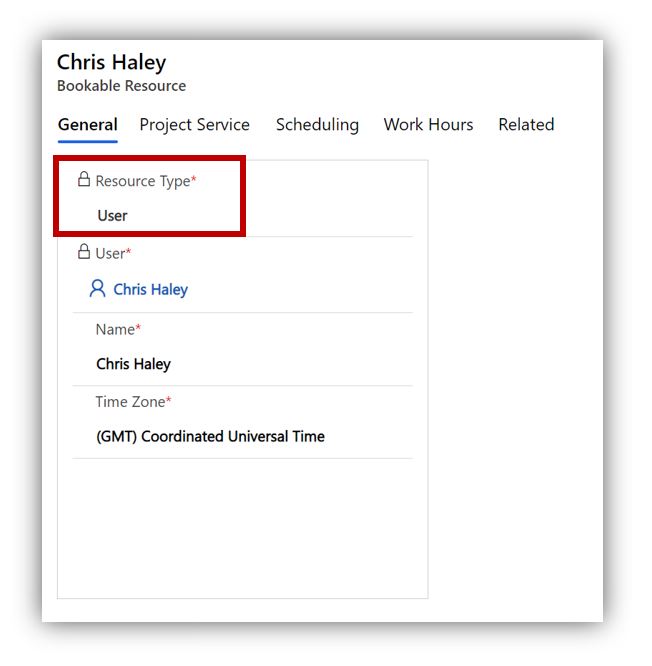 Chris Haley
Bookable Resource
General Project Service Scheduling Work Hours Related
Resource Type*
User
User*
Chris Haley
Name*
Chris Haley
Time Zone*
(GMT) Coordinated Universal Time